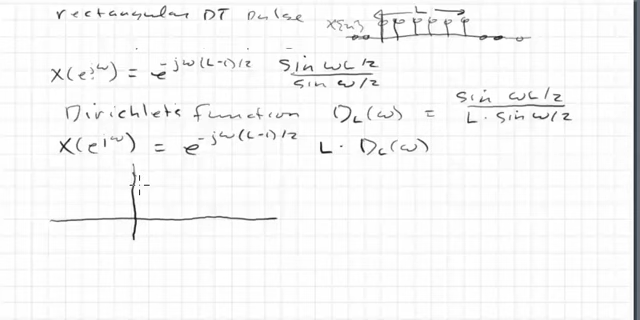 rectangular DT pulse x[n] L
X(e^jω) = e^-jω(L-1)/2 sin ωL/2 / sin ω/2
Dirichlets function D_L(ω) = sin ωL/2 / L · sin ω/2
X(e^jω) = e^-jω(L-1)/2 L · D_L(ω)